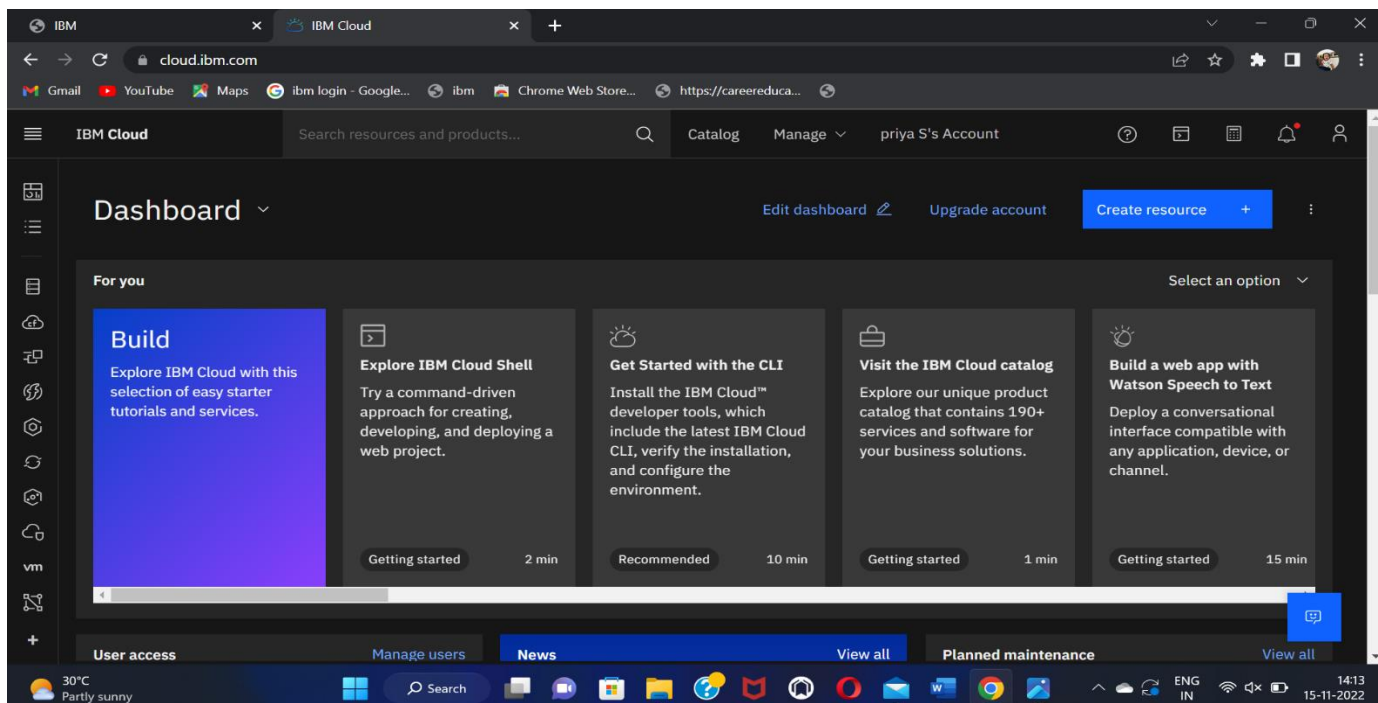 IBM
IBM Cloud
cloud.ibm.com
Gmail YouTube Maps ibm login - Google... ibm Chrome Web Store... https://careereduca...
IBM Cloud Search resources and products... Catalog Manage priya S's Account
Dashboard Edit dashboard Upgrade account Create resource +
For you Select an option
Build
Explore IBM Cloud with this
selection of easy starter
tutorials and services.
Explore IBM Cloud Shell
Try a command-driven
approach for creating,
developing, and deploying a
web project.
Getting started 2 min
Get Started with the CLI
Install the IBM Cloud™
developer tools, which
include the latest IBM Cloud
CLI, verify the installation,
and configure the
environment.
Recommended 10 min
Visit the IBM Cloud catalog
Explore our unique product
catalog that contains 190+
services and software for
your business solutions.
Getting started 1 min
Build a web app with
Watson Speech to Text
Deploy a conversational
interface compatible with
any application, device, or
channel.
Getting started 15 min
cf
vm
User access Manage users News View all Planned maintenance View all
30°C
Partly sunny
Search
ENG
IN
14:13
15-11-2022